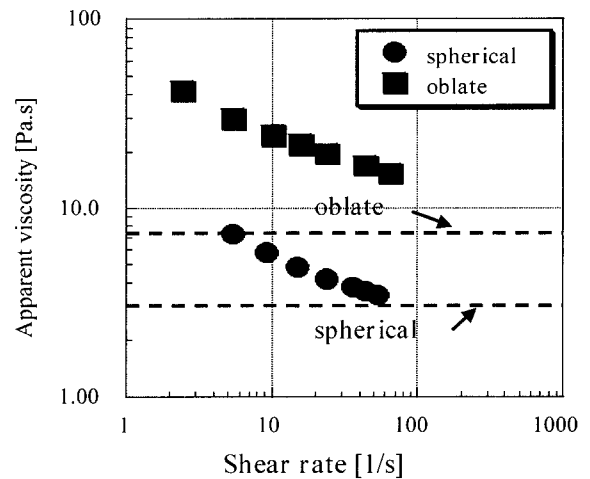 100
spherical
oblate
Apparent viscosity [Pa.s]
oblate
10.0
spherical
1.00
1 10 100 1000
Shear rate [1/s]